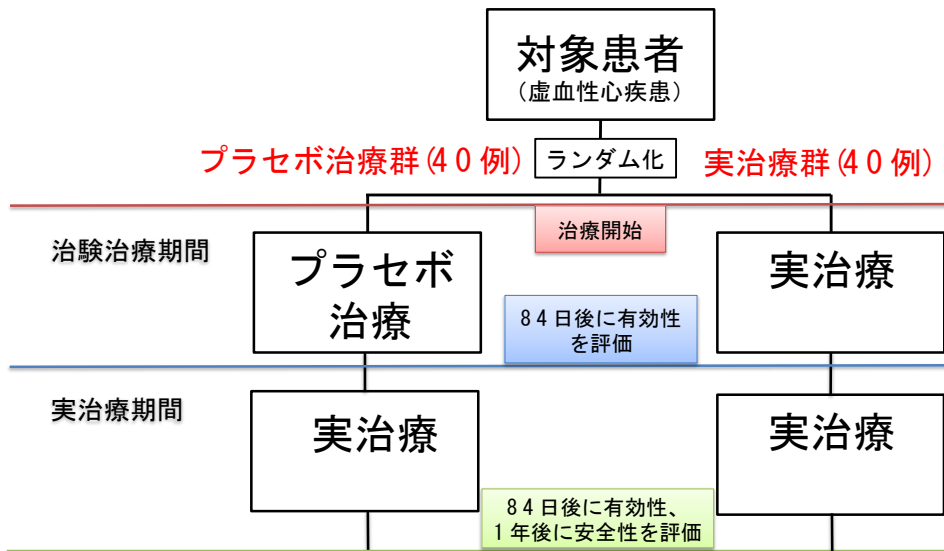 対象患者
(虚血性心疾患)
プラセボ治療群(40例)
ランダム化
実治療群(40例)
治験治療期間
治療開始
プラセボ
治療
実治療
84日後に有効性
を評価
実治療期間
実治療
実治療
84日後に有効性、
1年後に安全性を評価